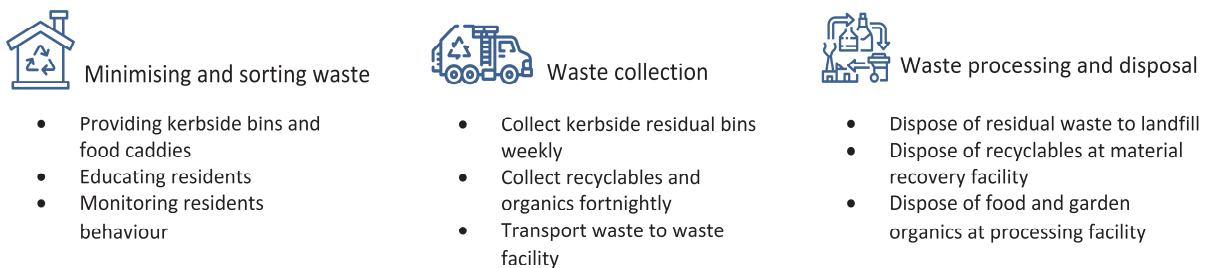 Minimising and sorting waste
• Providing kerbside bins and
food caddies
• Educating residents
• Monitoring residents
behaviour
Waste collection
• Collect kerbside residual bins
weekly
• Collect recyclables and
organics fortnightly
• Transport waste to waste
facility
Waste processing and disposal
• Dispose of residual waste to landfill
• Dispose of recyclables at material
recovery facility
• Dispose of food and garden
organics at processing facility